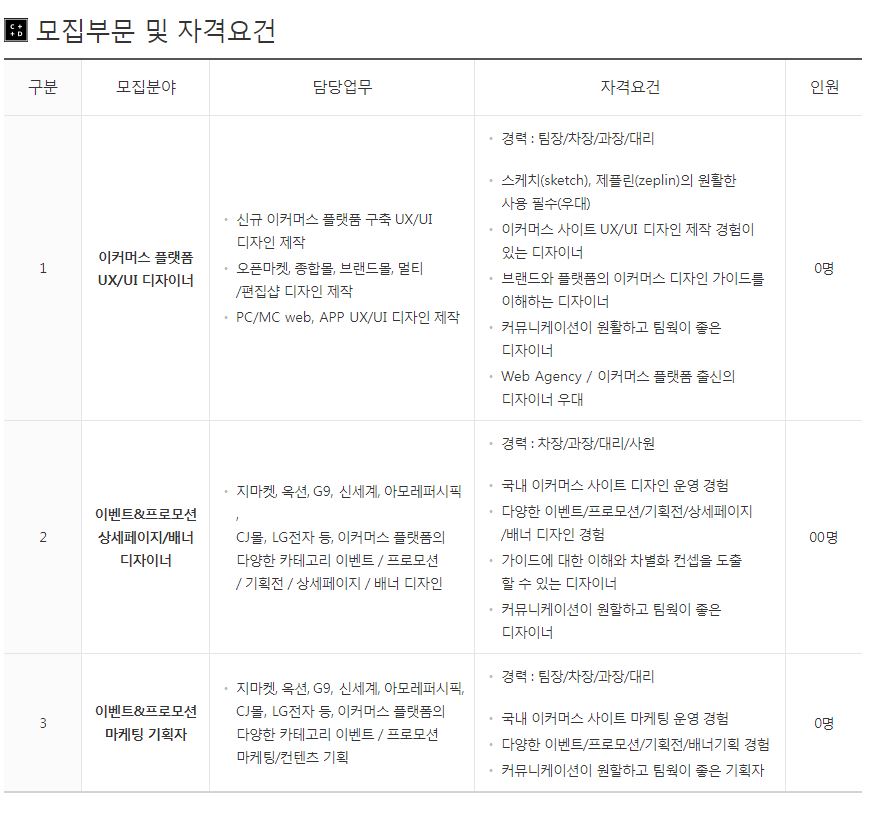 C +
+ D
모집부문 및 자격요건
구분
모집분야
담당업무
자격요건
인원
1
이커머스 플랫폼
UX/UI 디자이너
신규 이커머스 플랫폼 구축 UX/UI
디자인 제작
오픈마켓, 종합몰, 브랜드몰, 멀티
/편집샵 디자인 제작
PC/MC web, APP UX/UI 디자인 제작
경력 : 팀장/차장/과장/대리
스케치(sketch), 제플린(zeplin)의 원활한
사용 필수(우대)
이커머스 사이트 UX/UI 디자인 제작 경험이
있는 디자이너
브랜드와 플랫폼의 이커머스 디자인 가이드를
이해하는 디자이너
커뮤니케이션이 원활하고 팀웍이 좋은
디자이너
Web Agency / 이커머스 플랫폼 출신의
디자이너 우대
0명
2
이벤트&프로모션
상세페이지/배너
디자이너
지마켓, 옥션, G9, 신세계, 아모레퍼시픽
,
CJ몰, LG전자 등, 이커머스 플랫폼의
다양한 카테고리 이벤트 / 프로모션
/ 기획전 / 상세페이지 / 배너 디자인
경력 : 차장/과장/대리/사원
국내 이커머스 사이트 디자인 운영 경험
다양한 이벤트/프로모션/기획전/상세페이지
/배너 디자인 경험
가이드에 대한 이해와 차별화 컨셉을 도출
할 수 있는 디자이너
커뮤니케이션이 원할하고 팀웍이 좋은
디자이너
00명
3
이벤트&프로모션
마케팅 기획자
지마켓, 옥션, G9, 신세계, 아모레퍼시픽,
CJ몰, LG전자 등, 이커머스 플랫폼의
다양한 카테고리 이벤트 / 프로모션
마케팅/컨텐츠 기획
경력 : 팀장/차장/과장/대리
국내 이커머스 사이트 마케팅 운영 경험
다양한 이벤트/프로모션/기획전/배너기획 경험
커뮤니케이션이 원할하고 팀웍이 좋은 기획자
0명